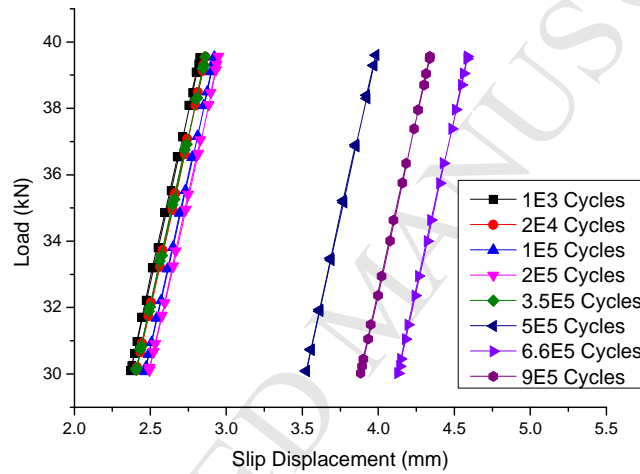 40
38
36
34
32
30
Load (kN)
2.0 2.5 3.0 3.5 4.0 4.5 5.0 5.5
Slip Displacement (mm)
1E3 Cycles
2E4 Cycles
1E5 Cycles
2E5 Cycles
3.5E5 Cycles
5E5 Cycles
6.6E5 Cycles
9E5 Cycles